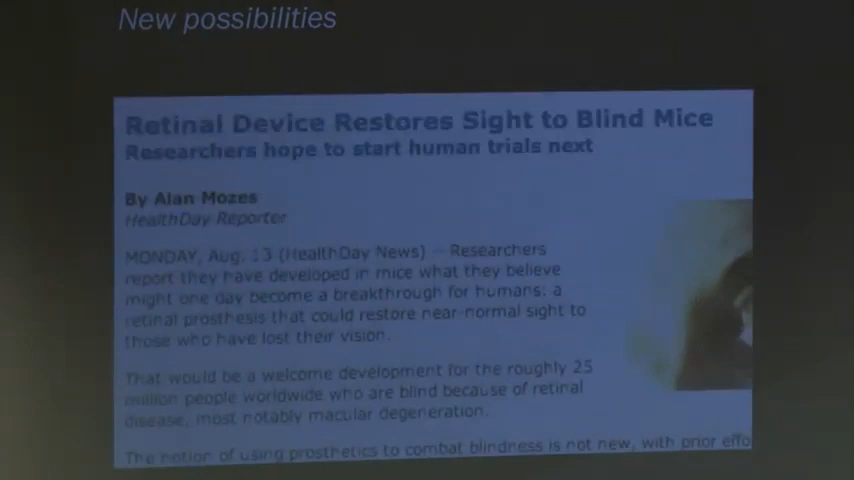 New possibilities
Retinal Device Restores Sight to Blind Mice
Researchers hope to start human trials next
By Alan Mozes
HealthDay Reporter
MONDAY, Aug. 13 (HealthDay News) -- Researchers
report they have developed in mice what they believe
might one day become a breakthrough for humans: a
retinal prosthesis that could restore near-normal sight to
those who have lost their vision.
That would be a welcome development for the roughly 25
million people worldwide who are blind because of retinal
disease, most notably macular degeneration.
The notion of using prosthetics to combat blindness is not new, with prior effo